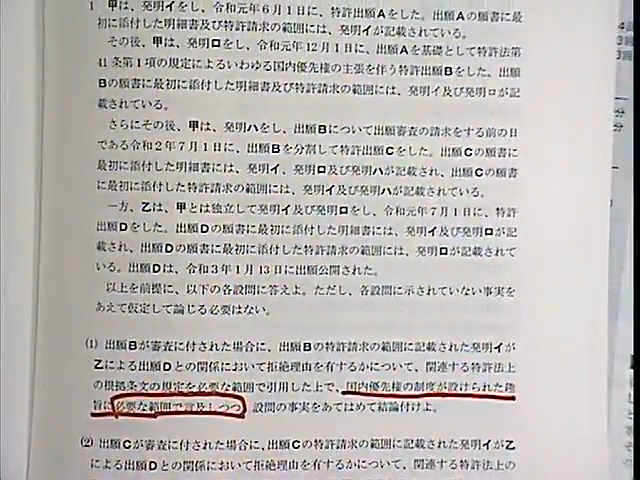 1 甲は、発明イをし、令和元年6月1日に、特許出願Aをした。出願Aの願書に最
初に添付した明細書及び特許請求の範囲には、発明イが記載されている。
その後、甲は、発明ロをし、令和元年12月1日に、出願Aを基礎として特許法第
41条第1項の規定によるいわゆる国内優先権の主張を伴う特許出願Bをした。出願
Bの願書に最初に添付した明細書及び特許請求の範囲には、発明イ及び発明ロが記
載されている。
さらにその後、甲は、発明ハをし、出願Bについて出願審査の請求をする前の日
である令和2年7月1日に、出願Bを分割して特許出願Cをした。出願Cの願書に
最初に添付した明細書には、発明イ、発明ロ及び発明ハが記載され、出願Cの願書
に最初に添付した特許請求の範囲には、発明イ及び発明ハが記載されている。
一方、乙は、甲とは独立して発明イ及び発明ロをし、令和元年7月1日に、特許
出願Dをした。出願Dの願書に最初に添付した明細書には、発明イ及び発明ロが記
載され、出願Dの願書に最初に添付した特許請求の範囲には、発明ロが記載されて
いる。出願Dは、令和3年1月13日に出願公開された。
以上を前提に、以下の各設問に答えよ。ただし、各設問に示されていない事実を
あえて仮定して論じる必要はない。
(1) 出願Bが審査に付された場合に、出願Bの特許請求の範囲に記載された発明イが
乙による出願Dとの関係において拒絶理由を有するかについて、関連する特許法上
の根拠条文の規定を必要な範囲で引用した上で、国内優先権の制度が設けられた趣
旨に必要な範囲で言及しつつ、設問の事実をあてはめて結論付けよ。
(2) 出願Cが審査に付された場合に、出願Cの特許請求の範囲に記載された発明イが乙
による出願Dとの関係において拒絶理由を有するかについて、関連する特許法上の